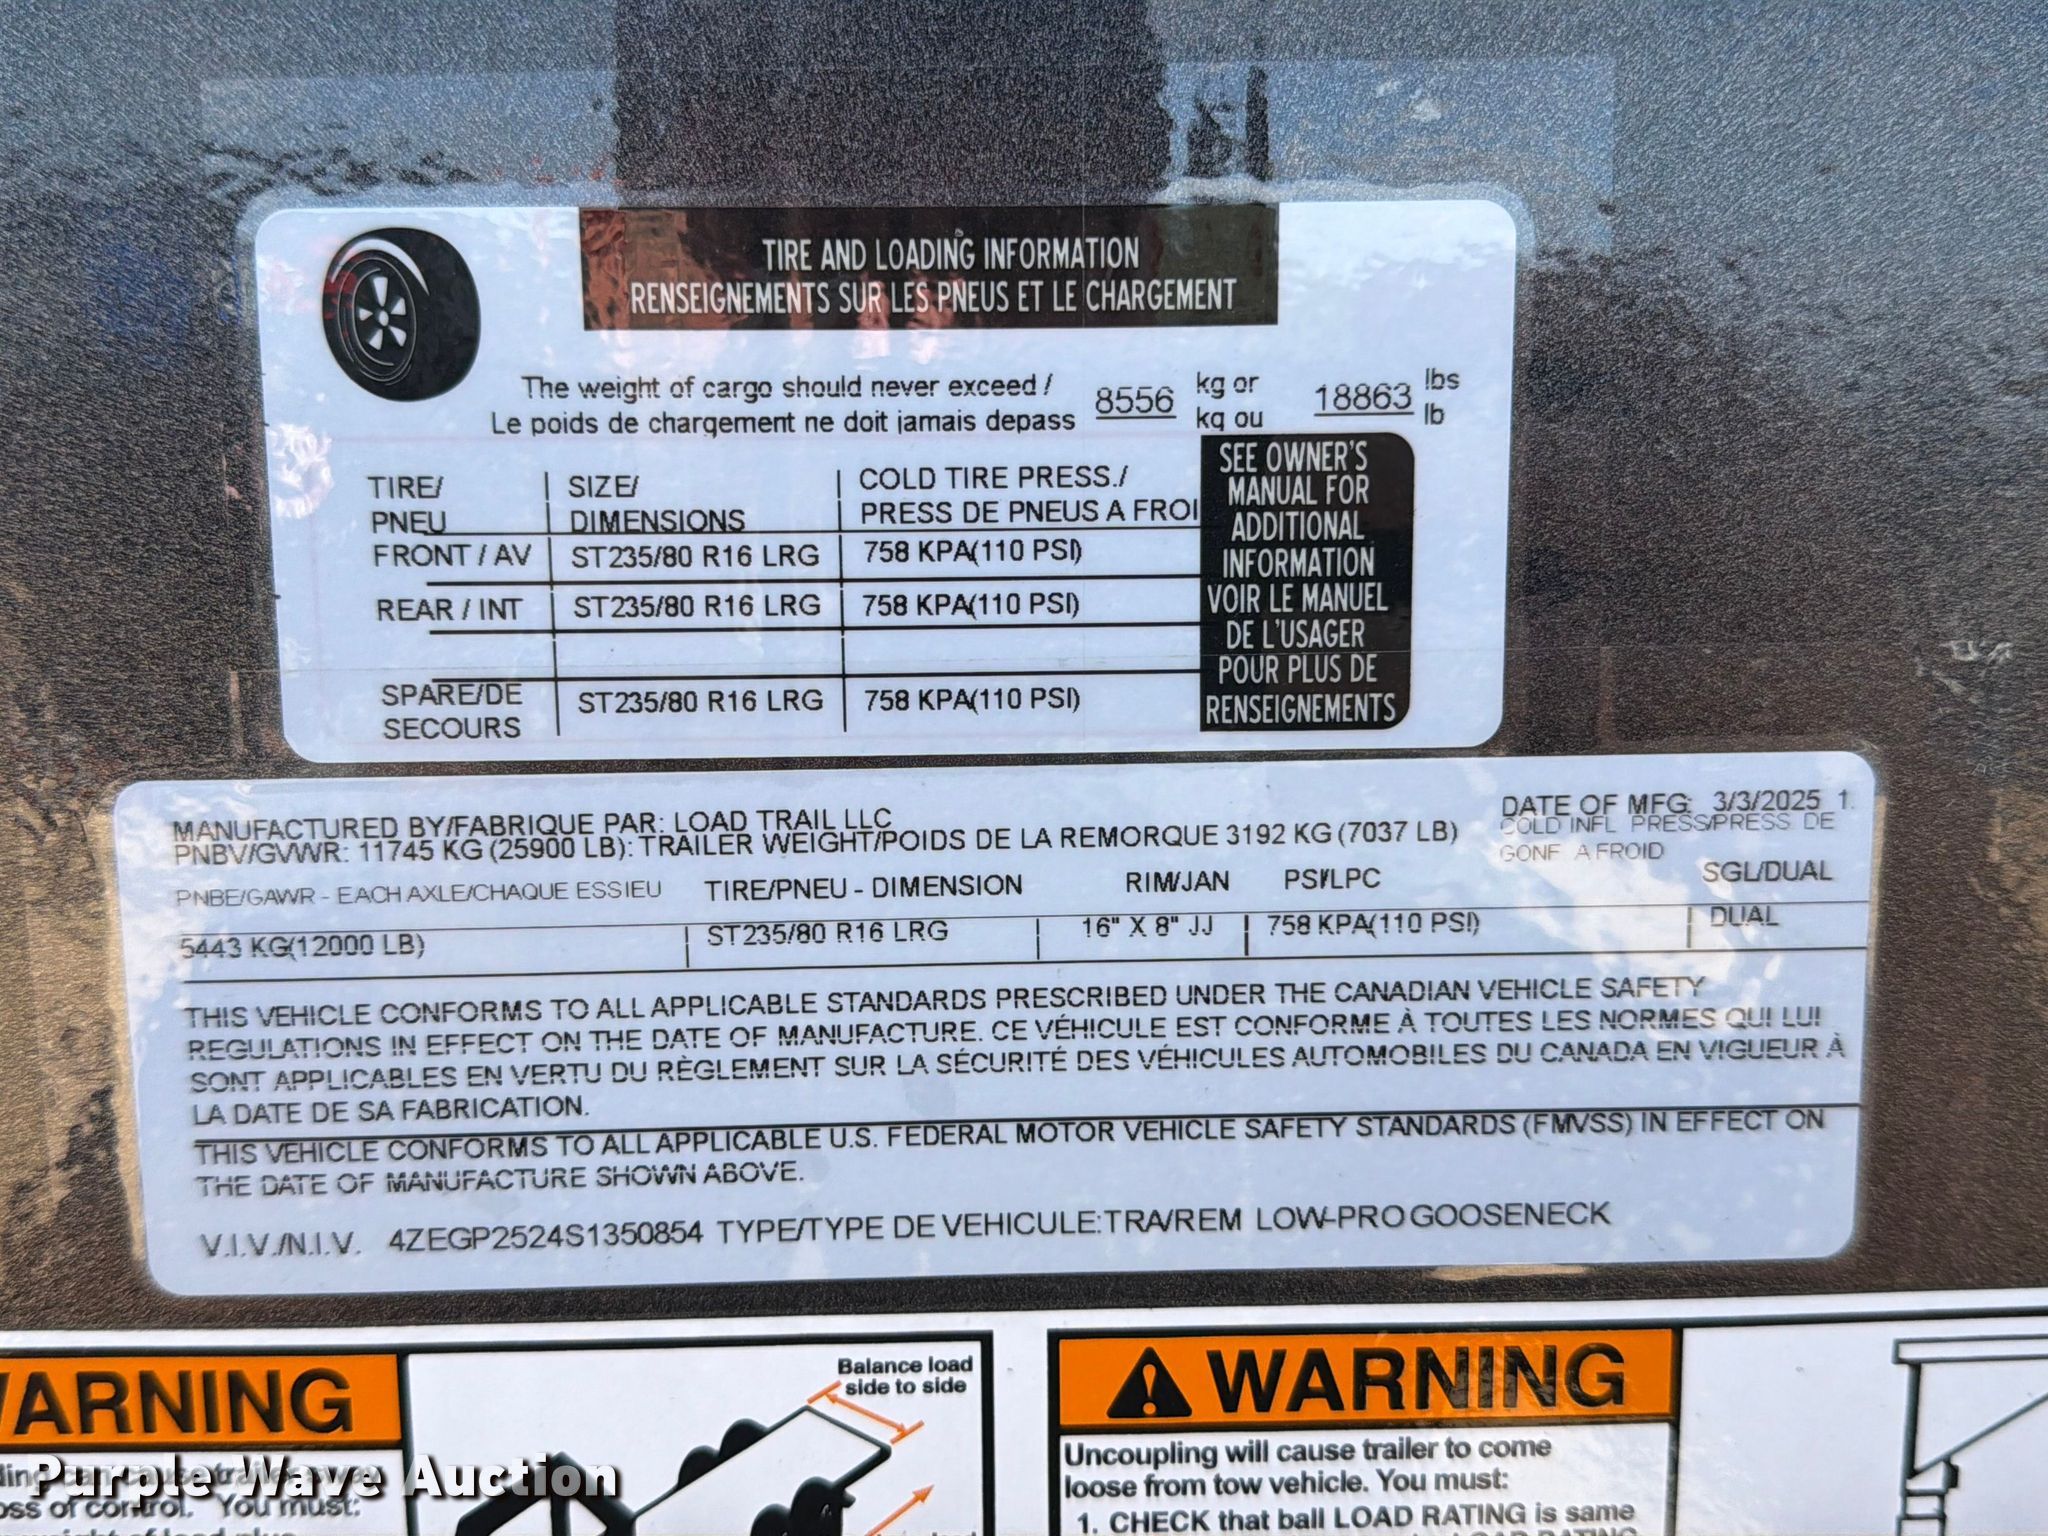 TIRE AND LOADING INFORMATION
RENSEIGNEMENTS SUR LES PNEUS ET LE CHARGEMENT
The weight of cargo should never exceed / 8556 kg or 18863 lbs
Le poids de chargement ne doit jamais depass kg ou lb
TIRE/ SIZE/ COLD TIRE PRESS./
PNEU DIMENSIONS PRESS DE PNEUS A FROI
FRONT / AV ST235/80 R16 LRG 758 KPA(110 PSI)
REAR / INT ST235/80 R16 LRG 758 KPA(110 PSI)
SPARE/DE ST235/80 R16 LRG 758 KPA(110 PSI)
SECOURS
SEE OWNER'S
MANUAL FOR
ADDITIONAL
INFORMATION
VOIR LE MANUEL
DE L'USAGER
POUR PLUS DE
RENSEIGNEMENTS
MANUFACTURED BY/FABRIQUE PAR: LOAD TRAIL LLC DATE OF MFG: 3/3/2025 1
PNBV/GVWR: 11745 KG (25900 LB): TRAILER WEIGHT/POIDS DE LA REMORQUE 3192 KG (7037 LB) COLD INFL PRESS/PRESS DE
GONF A FROID
PNBE/GAWR - EACH AXLE/CHAQUE ESSIEU TIRE/PNEU - DIMENSION RIM/JAN PSI/LPC SGL/DUAL
5443 KG(12000 LB) ST235/80 R16 LRG 16" X 8" JJ 758 KPA(110 PSI) DUAL
THIS VEHICLE CONFORMS TO ALL APPLICABLE STANDARDS PRESCRIBED UNDER THE CANADIAN VEHICLE SAFETY
REGULATIONS IN EFFECT ON THE DATE OF MANUFACTURE. CE VÉHICULE EST CONFORME À TOUTES LES NORMES QUI LUI
SONT APPLICABLES EN VERTU DU RÈGLEMENT SUR LA SÉCURITÉ DES VÉHICULES AUTOMOBILES DU CANADA EN VIGUEUR À
LA DATE DE SA FABRICATION.
THIS VEHICLE CONFORMS TO ALL APPLICABLE U.S. FEDERAL MOTOR VEHICLE SAFETY STANDARDS (FMVSS) IN EFFECT ON
THE DATE OF MANUFACTURE SHOWN ABOVE.
V.I.V./N.I.V. 4ZEGP2524S1350854 TYPE/TYPE DE VEHICULE: TRA/REM LOW-PRO GOOSENECK
WARNING
loss of control. You must:
Balance load
side to side
WARNING
Uncoupling will cause trailer to come
loose from tow vehicle. You must:
1. CHECK that ball LOAD RATING is same
Purple Wave Auction